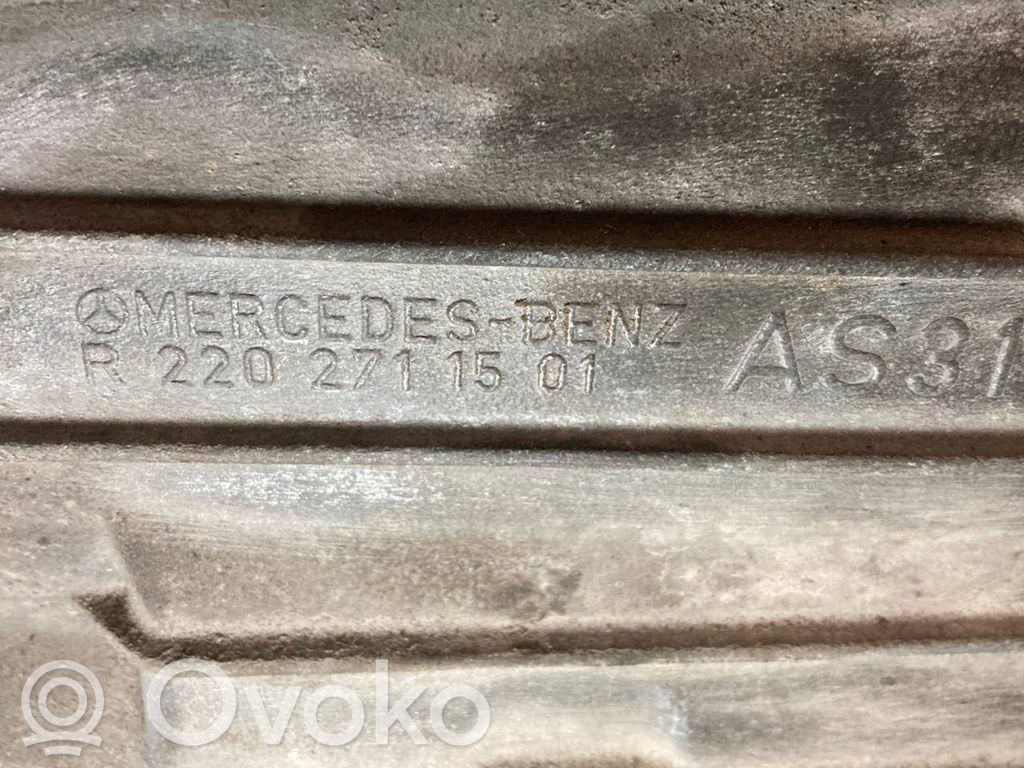 MERCEDES-BENZ
R 220 271 15 01
AS31
Ovoko